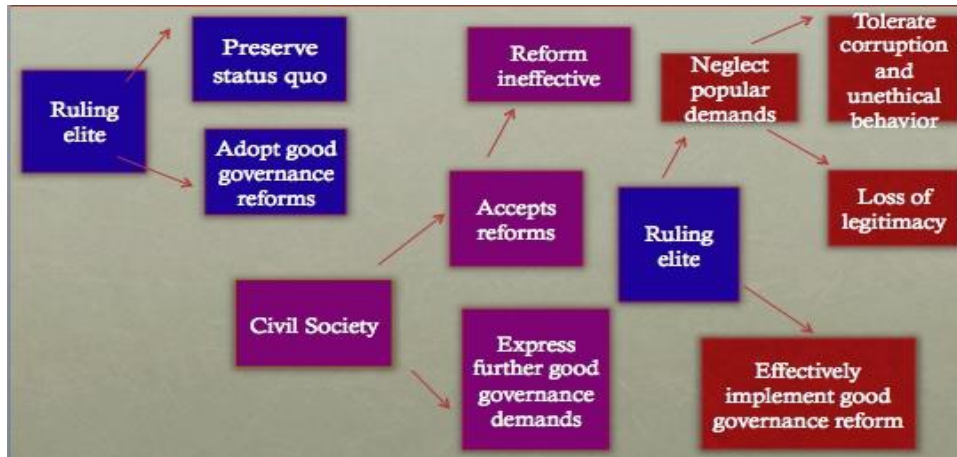 Ruling
elite
Preserve
status quo
Adopt good
governance
reforms
Civil Society
Reform
ineffective
Accepts
reforms
Express
further good
governance
demands
Ruling
elite
Neglect
popular
demands
Tolerate
corruption
and
unethical
behavior
Loss of
legitimacy
Effectively
implement good
governance reform